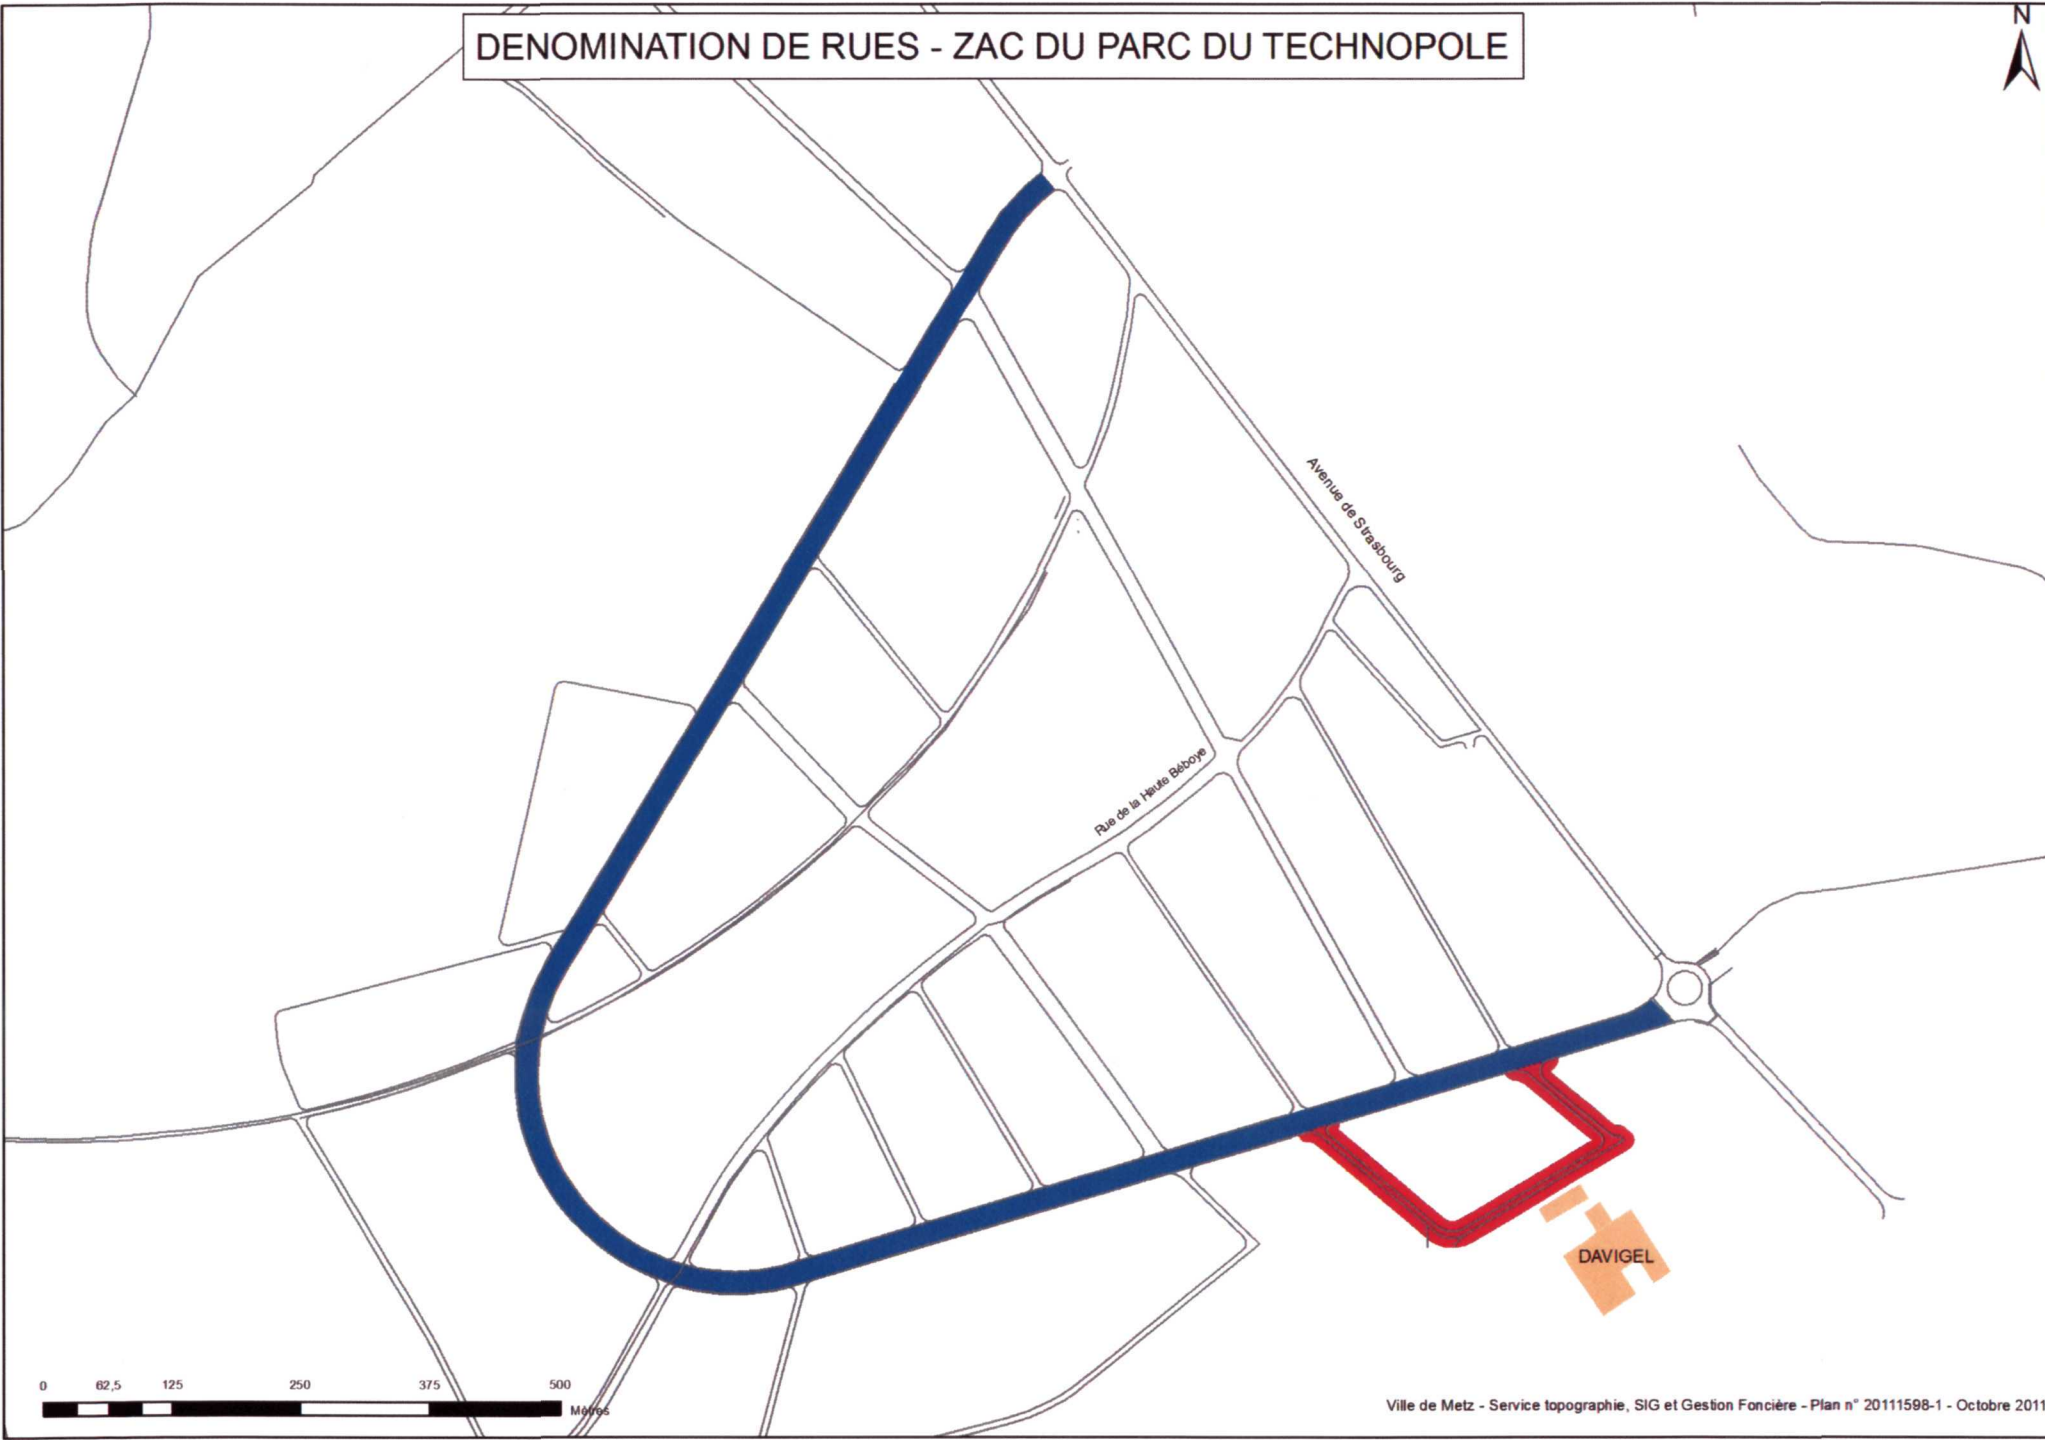 DENOMINATION DE RUES - ZAC DU PARC DU TECHNOPOLE
N
Avenue de Strasbourg
Rue de la Haute Béboye
DAVIGEL
0 62,5 125 250 375 500
Mètres
Ville de Metz - Service topographie, SIG et Gestion Foncière - Plan n° 20111598-1 - Octobre 2011